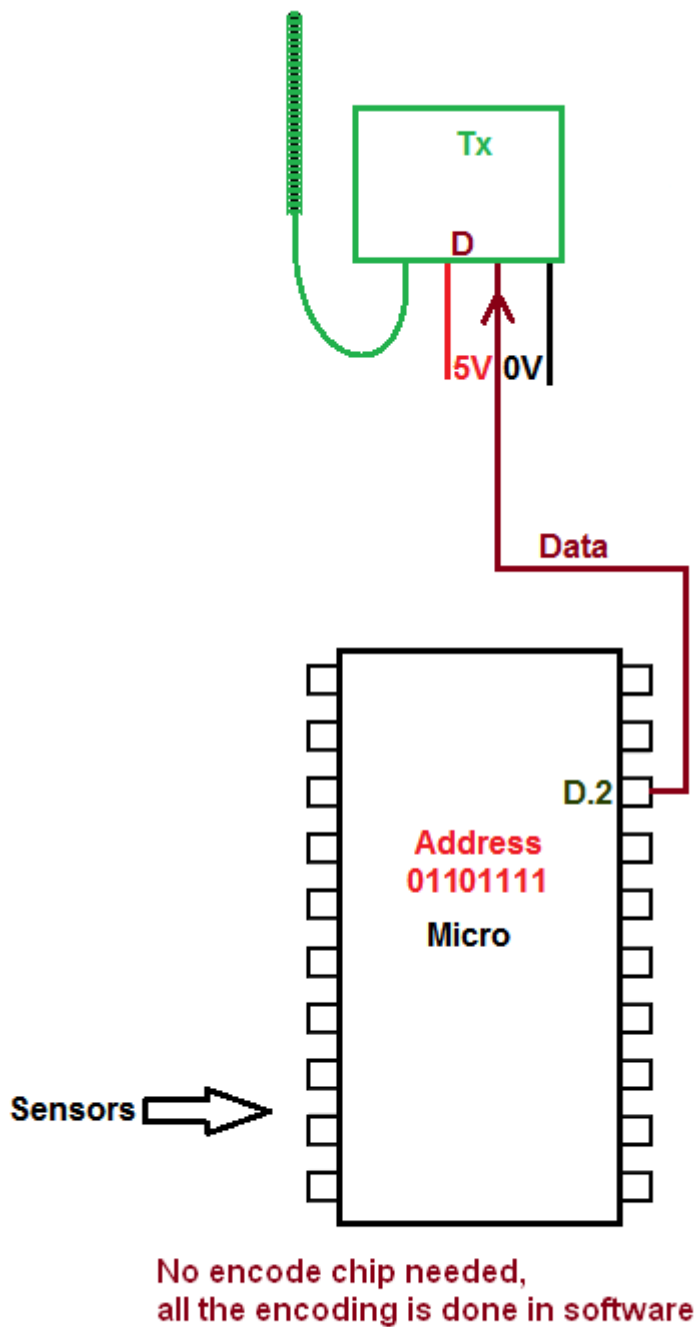 Tx
D
5V 0V
Data
D.2
Address
01101111
Micro
Sensors
No encode chip needed,
all the encoding is done in software